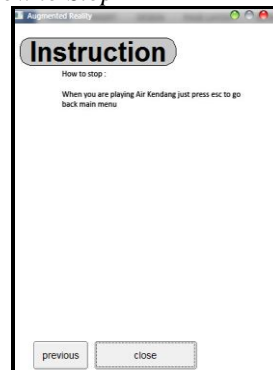 Augmented Reality
Instruction
How to stop :
When you are playing Air Kendang just press esc to go
back main menu
previous
close